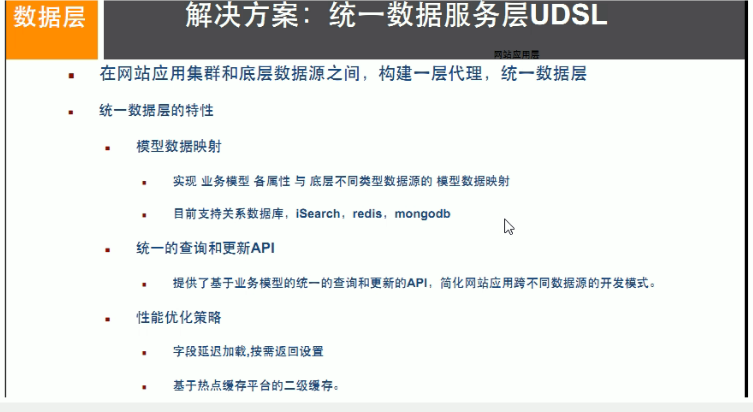 数据层
解决方案：统一数据服务层UDSL
网站应用层
在网站应用集群和底层数据源之间，构建一层代理，统一数据层
统一数据层的特性
模型数据映射
实现 业务模型 各属性 与 底层不同类型数据源的 模型数据映射
目前支持关系数据库，iSearch，redis，mongodb
统一的查询和更新API
提供了基于业务模型的统一的查询和更新的API，简化网站应用跨不同数据源的开发模式。
性能优化策略
字段延迟加载,按需返回设置
基于热点缓存平台的二级缓存。